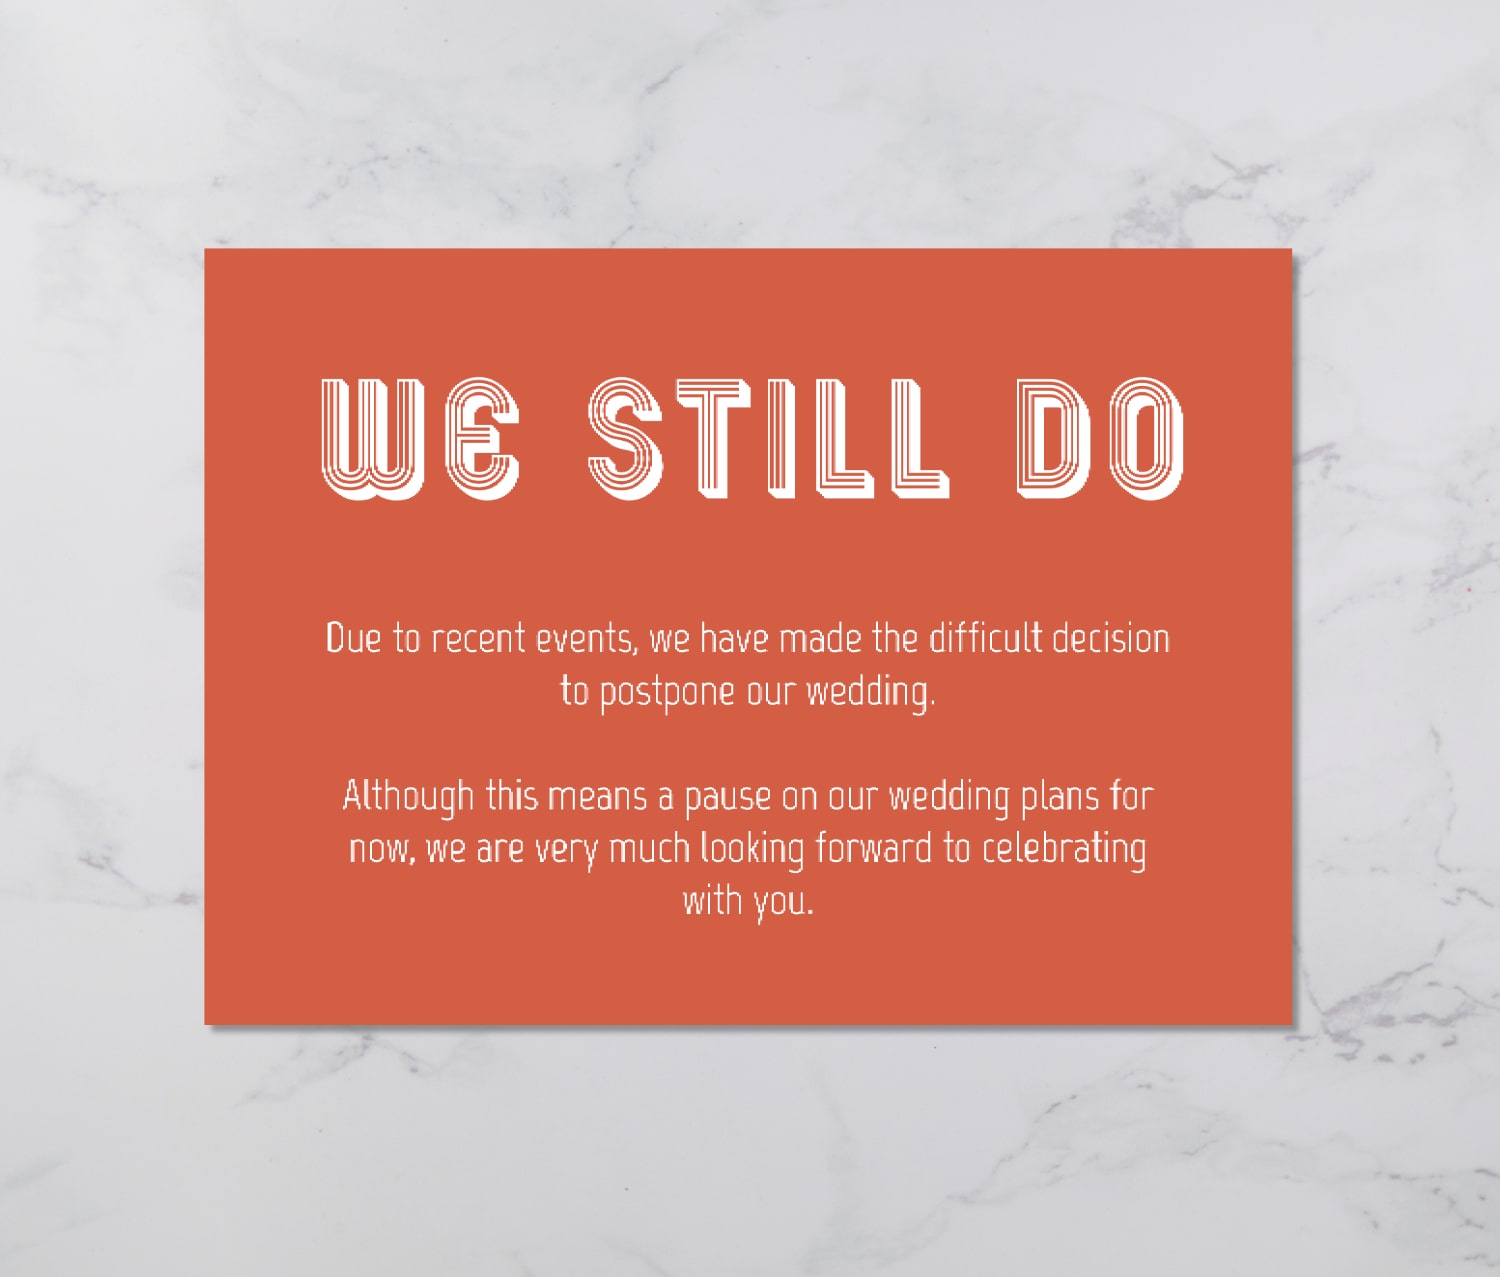 WE STILL DO
Due to recent events, we have made the difficult decision
to postpone our wedding.
Although this means a pause on our wedding plans for
now, we are very much looking forward to celebrating
with you.